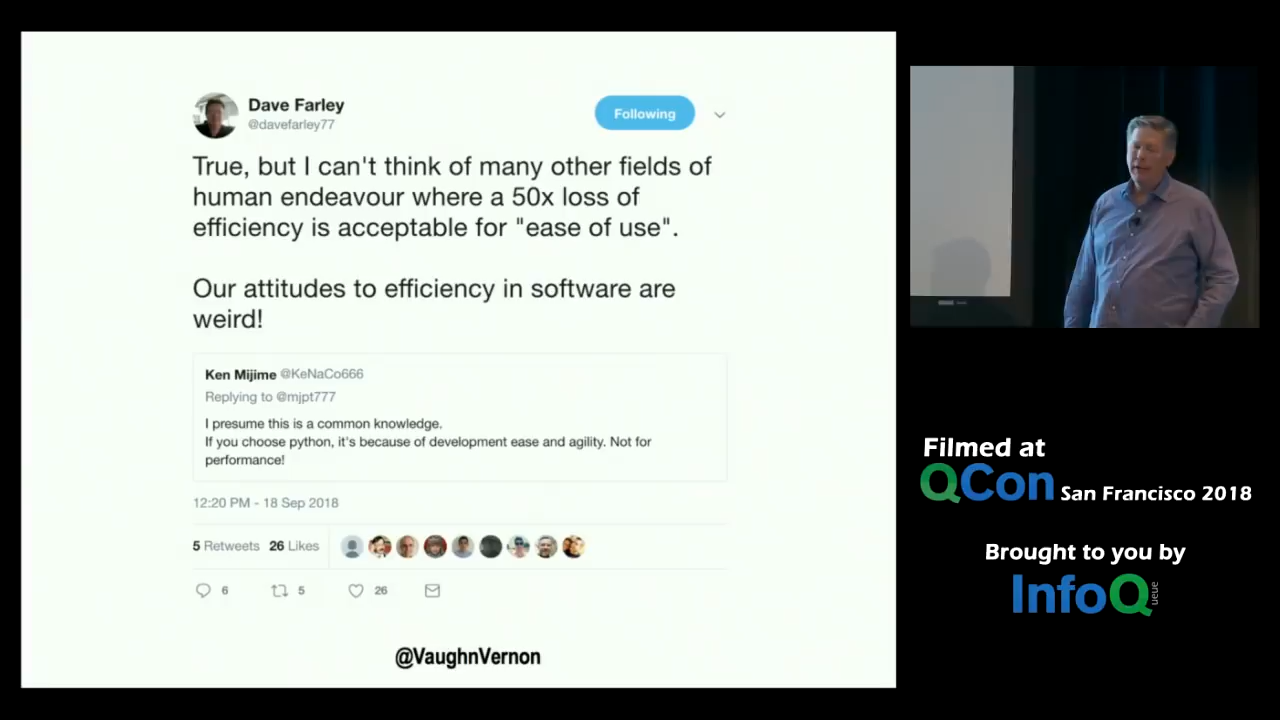 Dave Farley
@davefarley77
Following
True, but I can't think of many other fields of
human endeavour where a 50x loss of
efficiency is acceptable for "ease of use".
Our attitudes to efficiency in software are
weird!
Ken Mijime @KeNaCo666
Replying to @mjpt777
I presume this is a common knowledge.
If you choose python, it's because of development ease and agility. Not for
performance!
12:20 PM - 18 Sep 2018
5 Retweets 26 Likes
6 5 26
@VaughnVernon
Filmed at
QCon San Francisco 2018
Brought to you by
InfoQueue